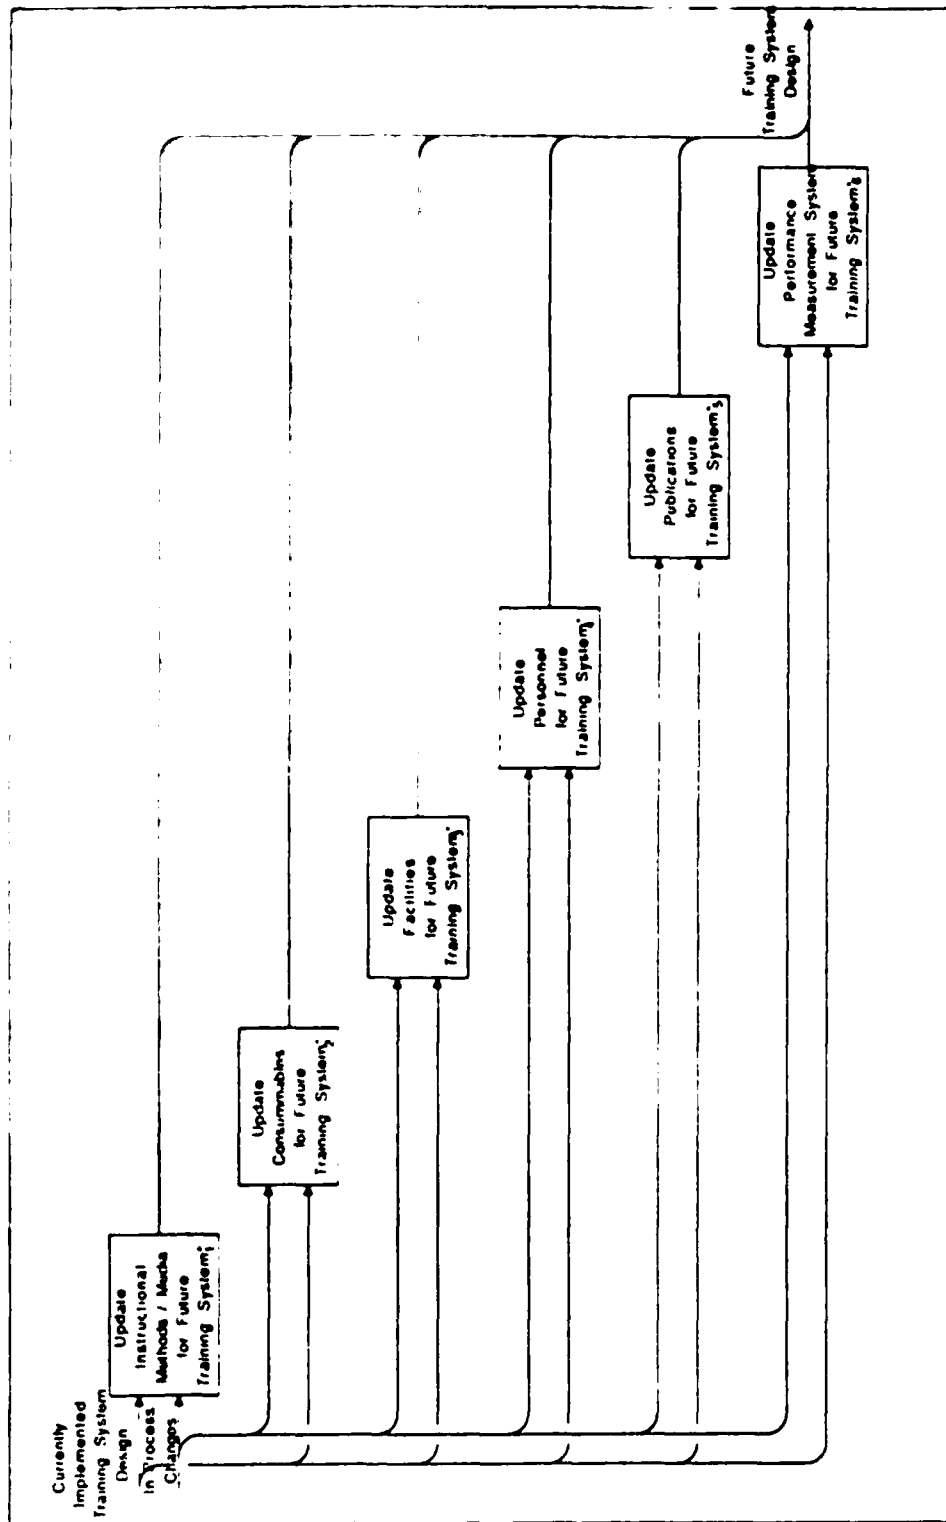 Currently
Implemented
Training System
Design
In Process
Changes
Update
Instructional
Methods / Media
for Future
Training System
Update
Consummables
for Future
Training System
Update
Facilities
for Future
Training System
Update
Personnel
for Future
Training System
Update
Publications
for Future
Training System's
Update
Performance
Measurement System
for Future
Training System's
Future
Training System
Design